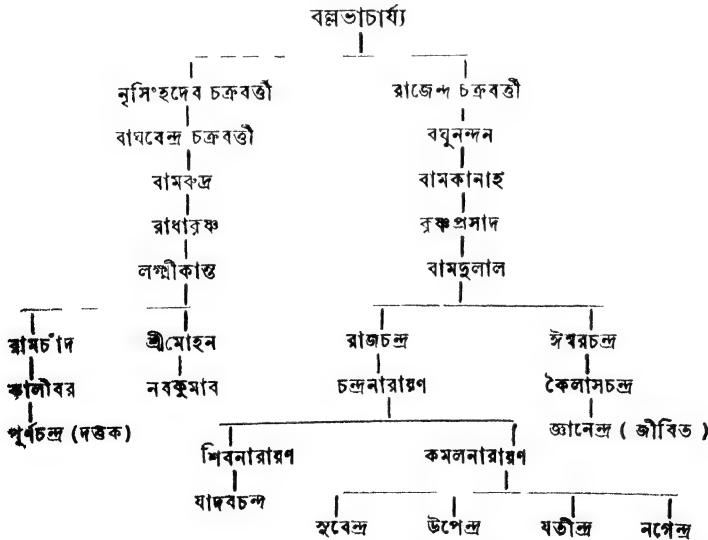 বল্লভাচার্য্য
নৃসিংহদেব চক্রবর্ত্তী রাজেন্দ্র চক্রবর্ত্তী
বাঘবেন্দ্র চক্রবর্ত্তী বঘুনন্দন
বামরুদ্র বামকানাহ
রাধাকৃষ্ণ কৃষ্ণপ্রসাদ
লক্ষ্মীকান্ত বামদুলাল
রামচাঁদ শ্রীমোহন রাজচন্দ্র ঈশ্বরচন্দ্র
কালীবর নবকুমাব চন্দ্রনারায়ণ কৈলাসচন্দ্র
পূর্ণচন্দ্র (দত্তক) জ্ঞানেন্দ্র ( জীবিত )
শিবনারায়ণ কমলনারায়ণ
যাদবচন্দ্র
সুবেন্দ্র উপেন্দ্র যতীন্দ্র নগেন্দ্র